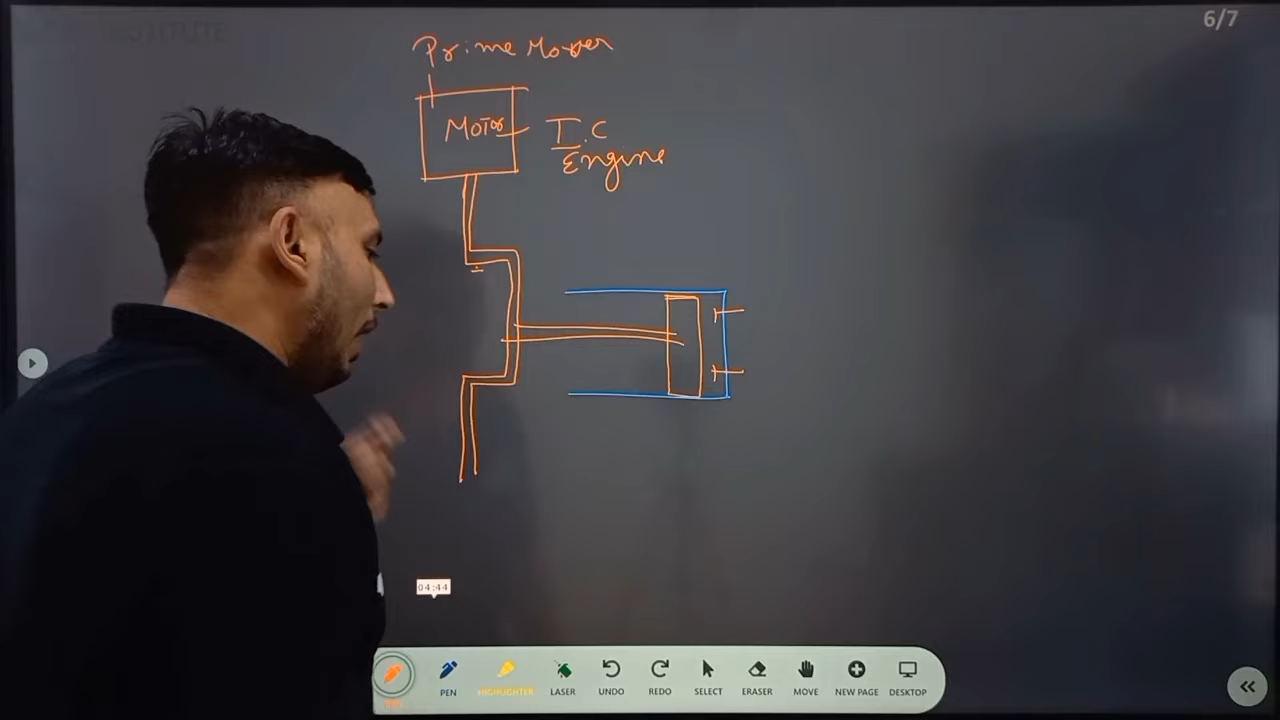 6/7
INSTITUTE
Prime Mover
Motor
I.C
Engine
04:44
PEN
HIGHLIGHTER
LASER
UNDO
REDO
SELECT
ERASER
MOVE
NEW PAGE
DESKTOP